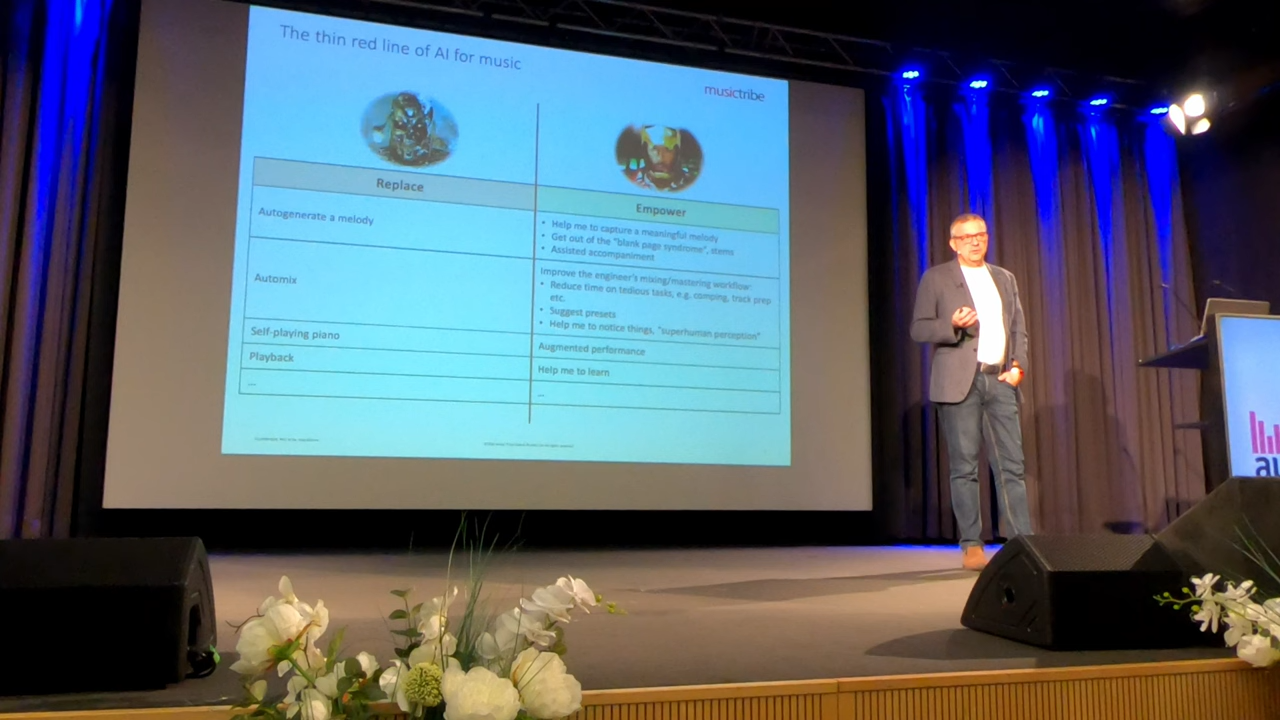 The thin red line of AI for music
musictribe
Replace
Empower
Autogenerate a melody
• Help me to capture a meaningful melody
• Get out of the "blank page syndrome", stems
• Assisted accompaniment
Automix
Improve the engineer's mixing/mastering workflow:
• Reduce time on tedious tasks, e.g. comping, track prep
etc.
• Suggest presets
• Help me to notice things, "superhuman perception"
Self-playing piano
Augmented performance
Playback
Help me to learn
...
...
au